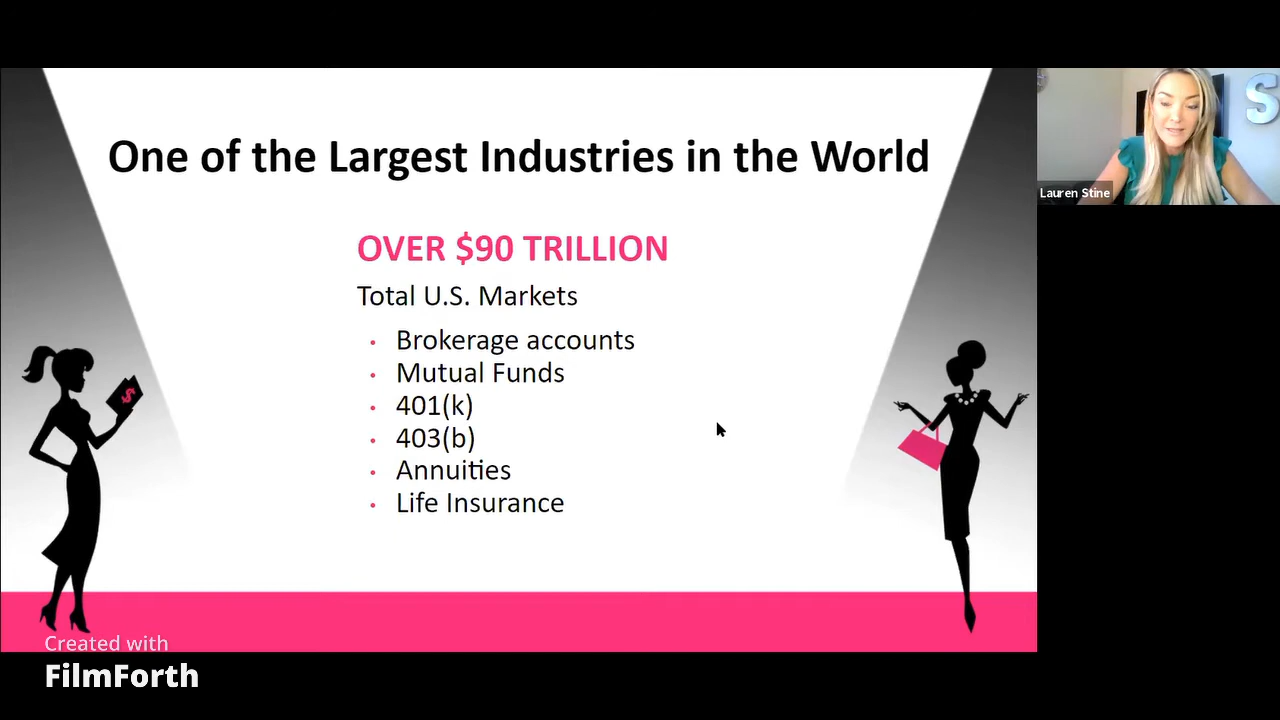 One of the Largest Industries in the World
OVER $90 TRILLION
Total U.S. Markets
• Brokerage accounts
• Mutual Funds
• 401(k)
• 403(b)
• Annuities
• Life Insurance
$
S
Lauren Stine
Created with
FilmForth